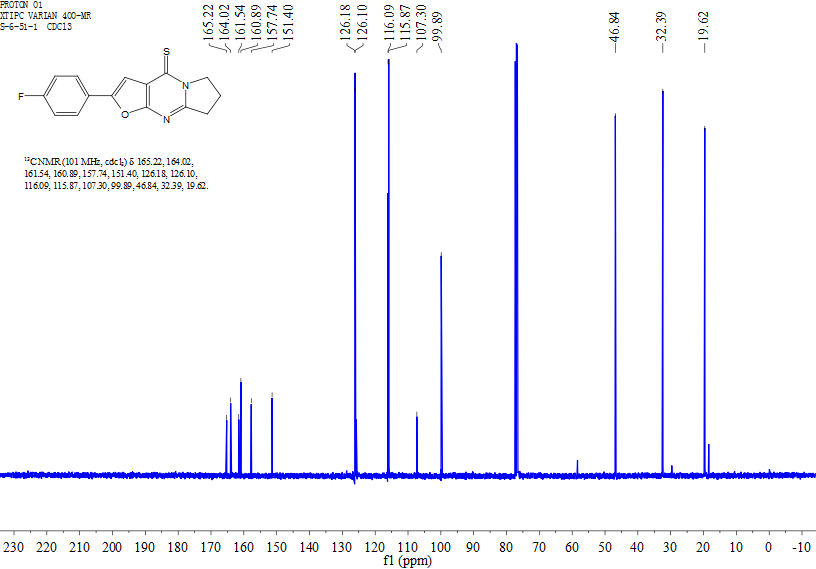 PROTON 01
XTIPC VARIAN 400-MR
S-6-51-1 CDCl3
165.22
164.02
161.54
160.89
157.74
151.40
126.18
126.10
116.09
115.87
107.30
99.89
46.84
32.39
19.62
S
F
N
O
N
¹³C NMR (101 MHz, cdcl₃) δ 165.22, 164.02,
161.54, 160.89, 157.74, 151.40, 126.18, 126.10,
116.09, 115.87, 107.30, 99.89, 46.84, 32.39, 19.62.
230 220 210 200 190 180 170 160 150 140 130 120 110 100 90 80 70 60 50 40 30 20 10 0 -10
f1 (ppm)